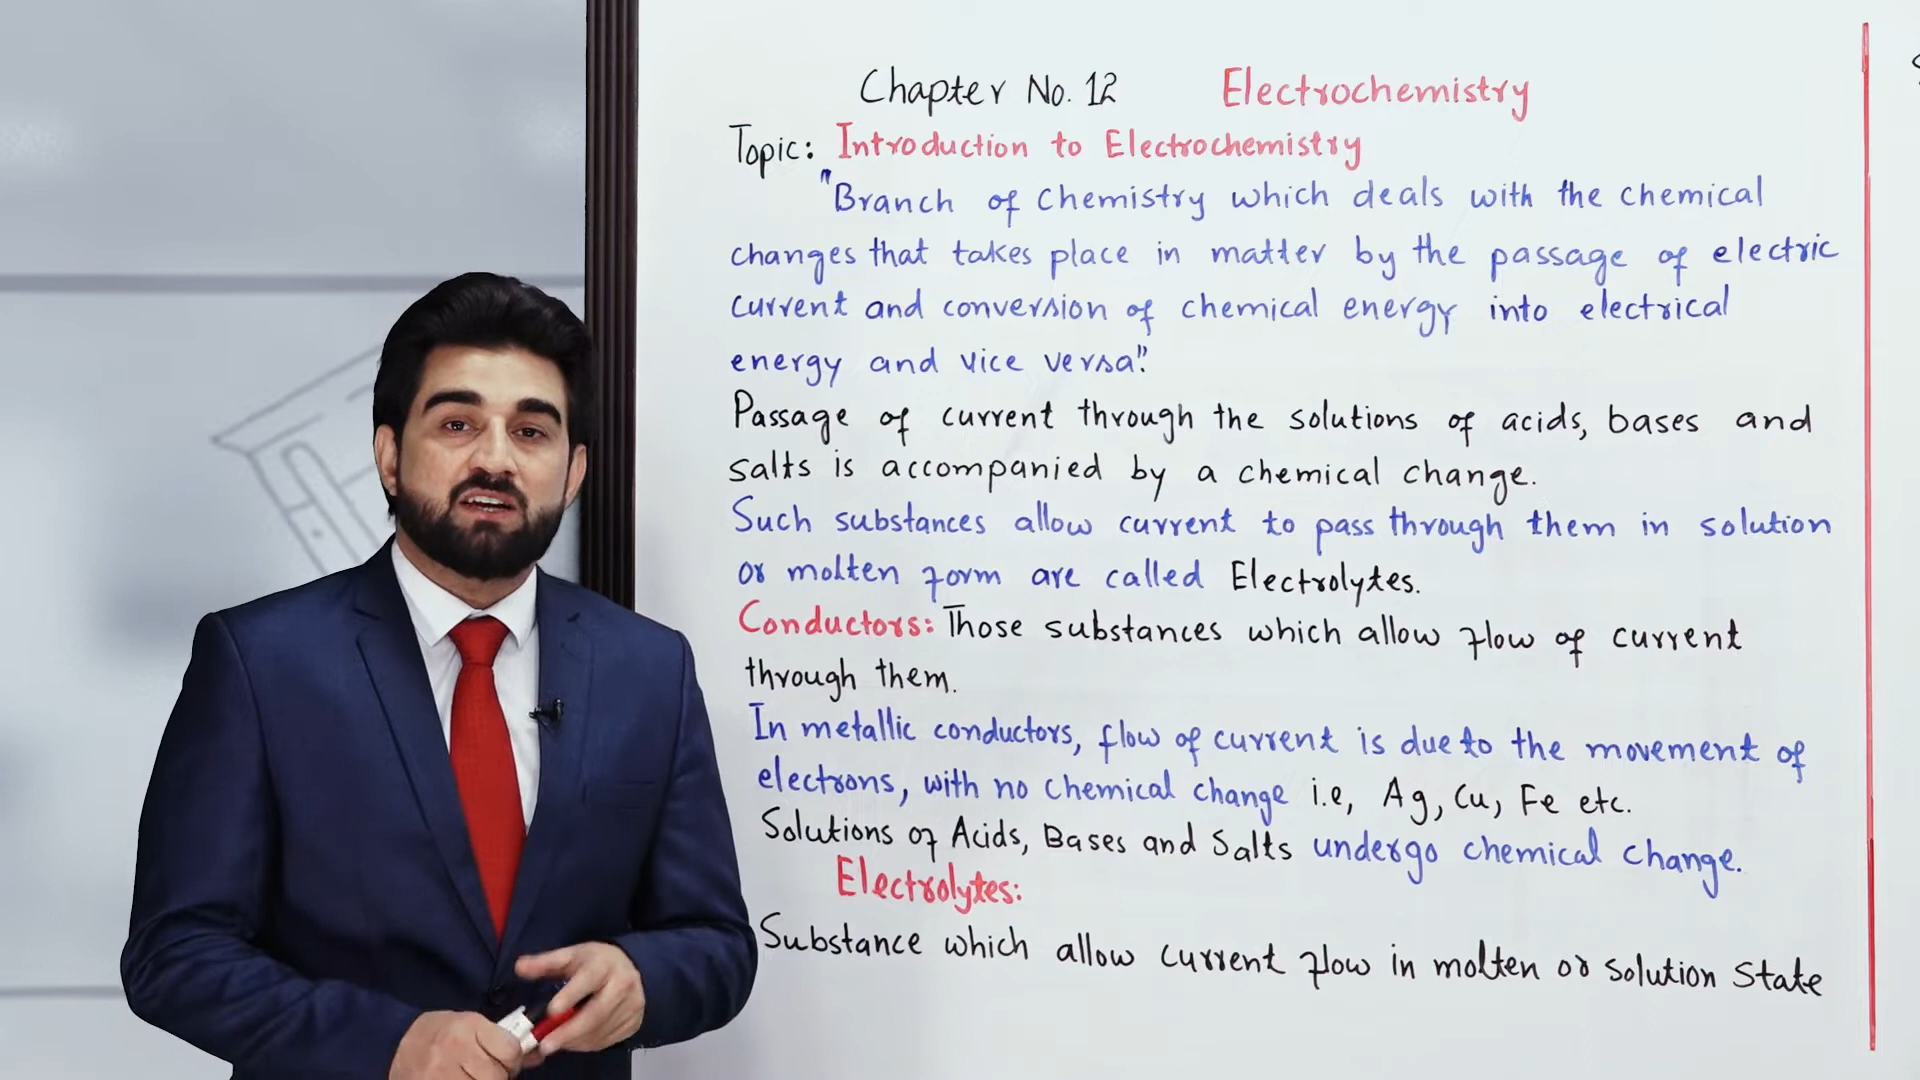 Chapter No. 12 Electrochemistry
Topic: Introduction to Electrochemistry
"Branch of Chemistry which deals with the chemical
changes that takes place in matter by the passage of electric
current and conversion of chemical energy into electrical
energy and vice versa."
Passage of current through the solutions of acids, bases and
salts is accompanied by a chemical change.
Such substances allow current to pass through them in solution
or molten form are called Electrolytes.
Conductors: Those substances which allow flow of current
through them.
In metallic conductors, flow of current is due to the movement of
electrons, with no chemical change i.e, Ag, Cu, Fe etc.
Solutions of Acids, Bases and Salts undergo chemical change.
Electrolytes:
Substance which allow current flow in molten or solution state